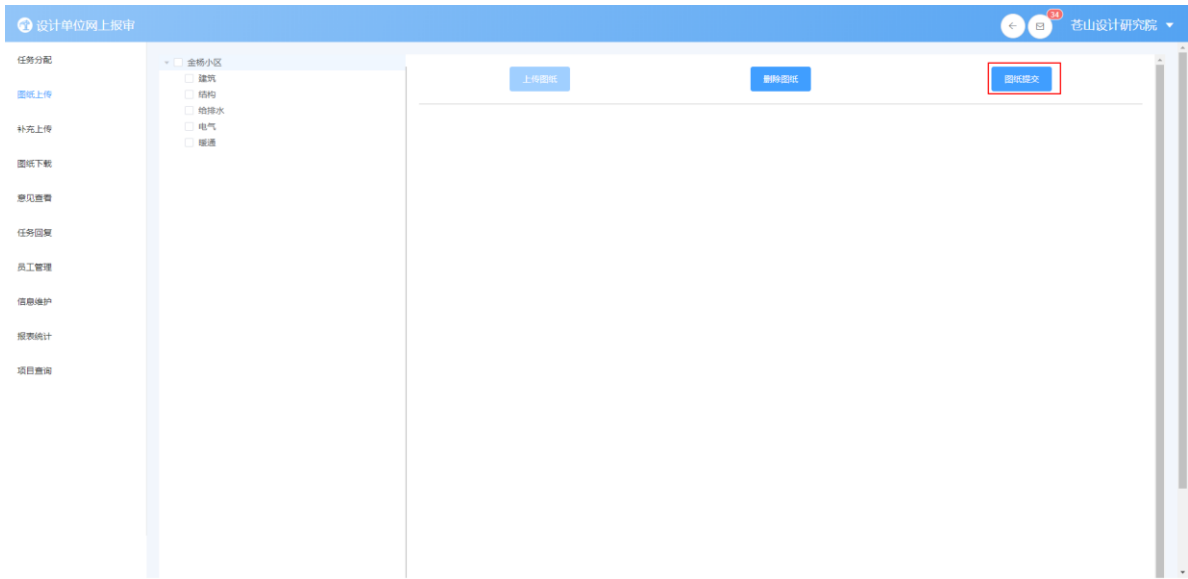 设计单位网上报审
34
苍山设计研究院
任务分配
图纸上传
补充上传
图纸下载
意见查看
任务回复
员工管理
信息维护
报表统计
项目查询
金杨小区
建筑
结构
给排水
电气
暖通
上传图纸
删除图纸
图纸提交